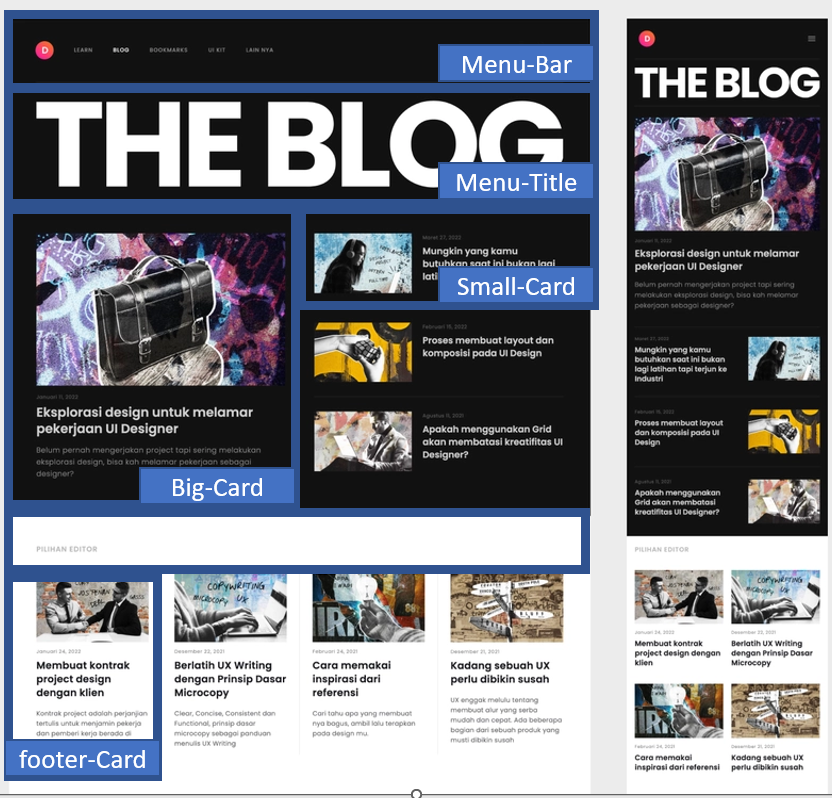 D
LEARN
BLOG
BOOKMARKS
UI KIT
LAIN NYA
Menu-Bar
THE BLOG
Menu-Title
Januari 11, 2022
Eksplorasi design untuk melamar
pekerjaan UI Designer
Belum pernah mengerjakan project tapi sering melakukan
eksplorasi design, bisa kah melamar pekerjaan sebagai
designer?
Big-Card
Maret 27, 2022
Mungkin yang kamu
butuhkan saat ini bukan lagi
lati
Small-Card
Februari 15, 2022
Proses membuat layout dan
komposisi pada UI Design
Agustus 11, 2021
Apakah menggunakan Grid
akan membatasi kreatifitas UI
Designer?
PILIHAN EDITOR
Januari 24, 2022
Membuat kontrak
project design
dengan klien
Kontrak project adalah perjanjian
tertulis untuk menjamin pekerja
dan pemberi kerja berada di
footer-Card
COPYWRITING
MICROCOPY UX
Desember 22, 2021
Berlatih UX Writing
dengan Prinsip Dasar
Microcopy
Clear, Concise, Consistent dan
Functional, prinsip dasar
microcopy sebagai panduan
menulis UX Writing
Februari 24, 2021
Cara memakai
inspirasi dari
referensi
Cari tahu apa yang membuat
nya bagus, ambil lalu terapkan
pada design mu.
Desember 21, 2021
Kadang sebuah UX
perlu dibikin susah
UX enggak melulu tentang
membuat alur yang serba
mudah dan cepat. Ada beberapa
bagian dari sebuah produk yang
musti dibikin susah
D
THE BLOG
Januari 11, 2022
Eksplorasi design untuk melamar
pekerjaan UI Designer
Belum pernah mengerjakan project tapi sering
melakukan eksplorasi design, bisa kah melamar
pekerjaan sebagai designer?
Maret 27, 2022
Mungkin yang kamu
butuhkan saat ini bukan
lagi latihan tapi terjun ke
Industri
Februari 15, 2022
Proses membuat layout
dan komposisi pada UI
Design
Apakah menggunakan
Grid akan membatasi
kreatifitas UI Designer?
PILIHAN EDITOR
Januari 24, 2022
Membuat kontrak
project design dengan
klien
COPYWRITING
MICROCOPY UX
Desember 22, 2021
Berlatih UX Writing
dengan Prinsip Dasar
Microcopy
Februari 24, 2021
Cara memakai
inspirasi dari referensi
Desember 21, 2021
Kadang sebuah UX
perlu dibikin susah